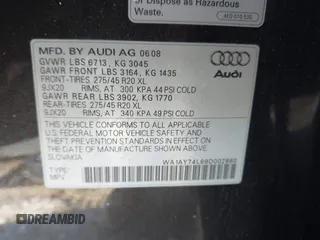 Dispose as Hazardous
Waste.
MFD. BY AUDI AG 06 08
GVWR LBS 6713, KG 3045
GAWR FRONT LBS 3164, KG 1435
FRONT-TIRES 275/45 R20 XL
9JX20 RIMS, AT 300 KPA 44 PSI COLD
GAWR REAR LBS 3902, KG 1770
REAR-TIRES 275/45 R20 XL
9JX20 RIMS, AT 340 KPA 49 PSI COLD
THIS VEHICLE CONFORMS TO ALL APPLICABLE
FEDERAL MOTOR VEHICLE SAFETY STANDARDS
IN EFFECT ON THE DATE OF MANUFACTURE
SHOWN ABOVE.
SLOVAKIA
TYPE:
MPV
Audi
DREAMBID